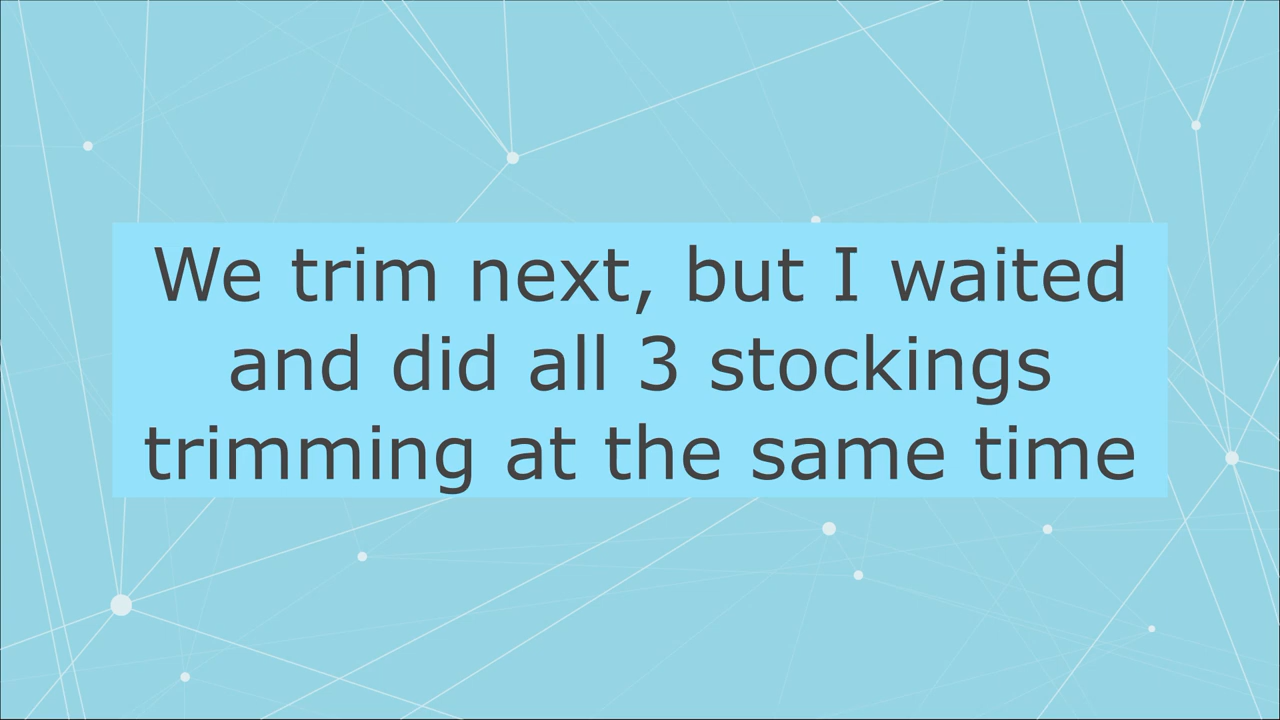 We trim next, but I waited
and did all 3 stockings
trimming at the same time